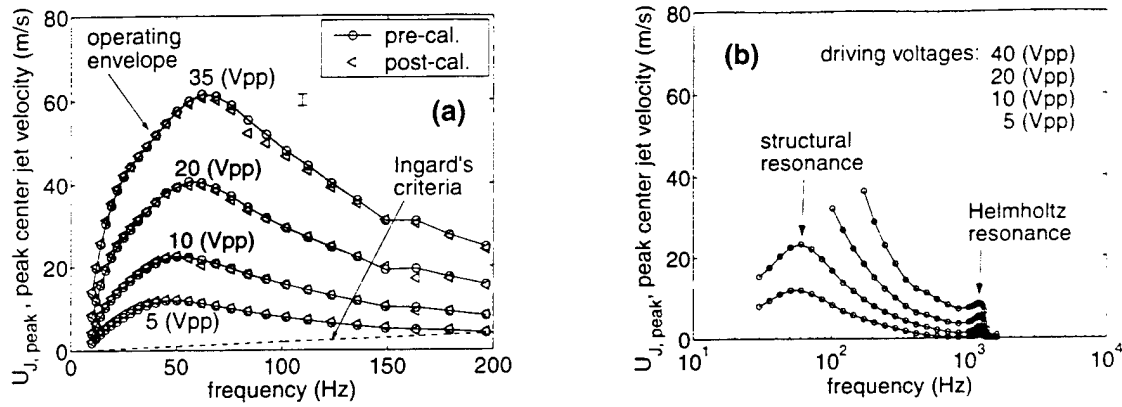 U_J, peak, peak center jet velocity (m/s)
80
60
40
20
0
operating
envelope
35 (Vpp)
pre-cal.
post-cal.
(a)
20 (Vpp)
Ingard's
criteria
10 (Vpp)
5 (Vpp)
0 50 100 150 200
frequency (Hz)
U_J, peak, peak center jet velocity (m/s)
80
60
40
20
0
(b)
driving voltages: 40 (Vpp)
20 (Vpp)
10 (Vpp)
5 (Vpp)
structural
resonance
Helmholtz
resonance
10^1 10^2 10^3 10^4
frequency (Hz)